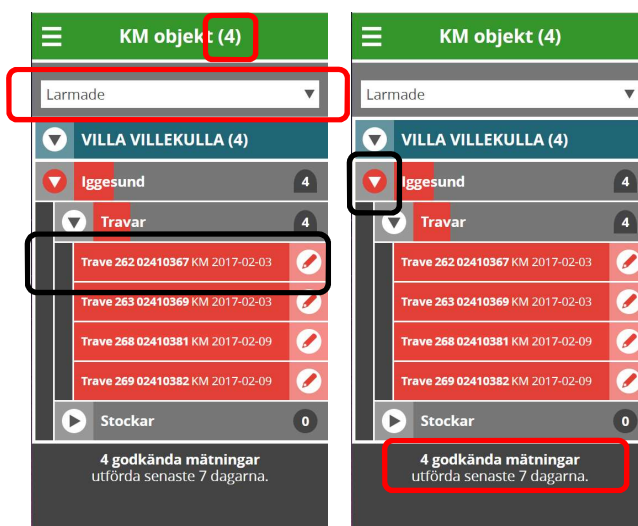 KM objekt (4)
Larmade
VILLA VILLEKULLA (4)
Iggesund 4
Travar 4
Trave 262 02410367 KM 2017-02-03
Trave 263 02410369 KM 2017-02-03
Trave 268 02410381 KM 2017-02-09
Trave 269 02410382 KM 2017-02-09
Stockar 0
4 godkända mätningar
utförda senaste 7 dagarna.
KM objekt (4)
Larmade
VILLA VILLEKULLA (4)
Iggesund 4
Travar 4
Trave 262 02410367 KM 2017-02-03
Trave 263 02410369 KM 2017-02-03
Trave 268 02410381 KM 2017-02-09
Trave 269 02410382 KM 2017-02-09
Stockar 0
4 godkända mätningar
utförda senaste 7 dagarna.